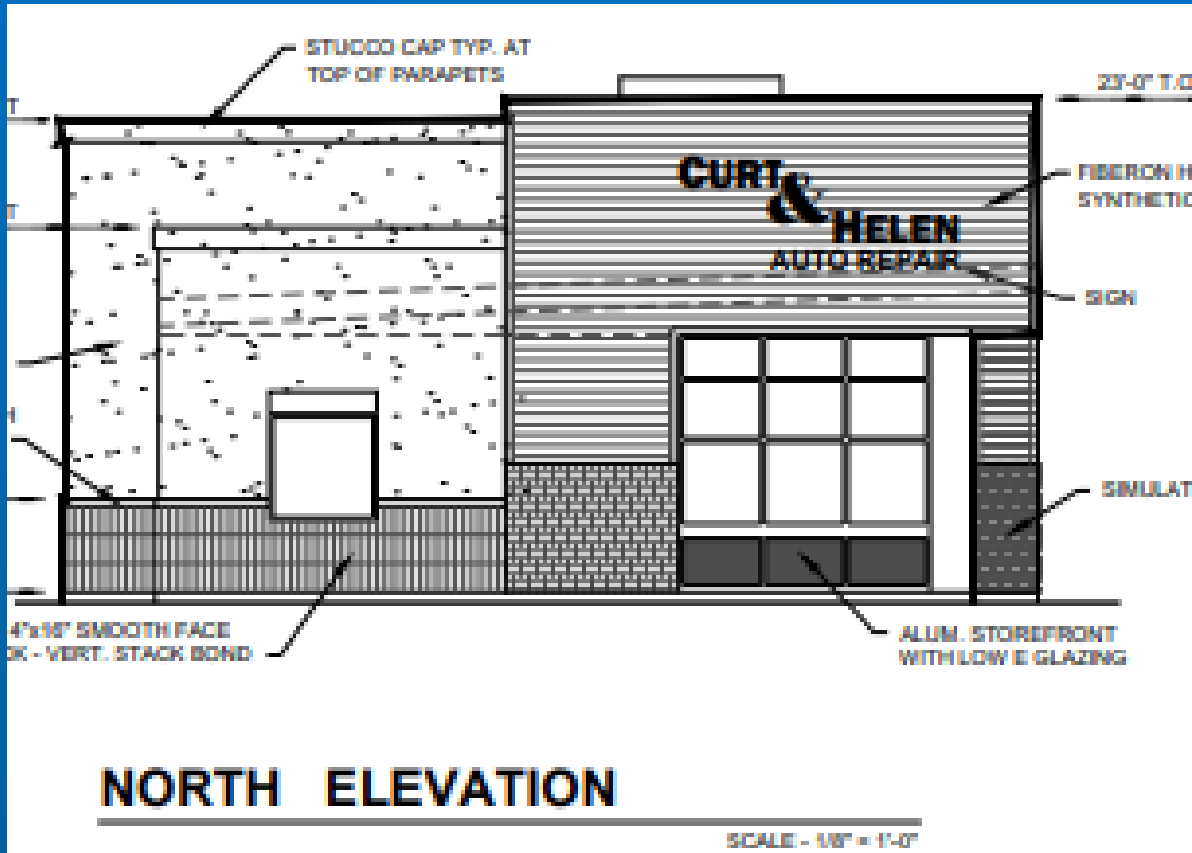 STUCCO CAP TYP. AT
TOP OF PARAPETS
23'-0" T.O
T
FIBERON H
SYNTHETIC
CURT
&
HELEN
AUTO REPAIR
T
SIGN
H
SIMULAT
4"x16" SMOOTH FACE
CK - VERT. STACK BOND
ALUM. STOREFRONT
WITH LOW E GLAZING
NORTH ELEVATION
SCALE - 1/8" = 1'-0"